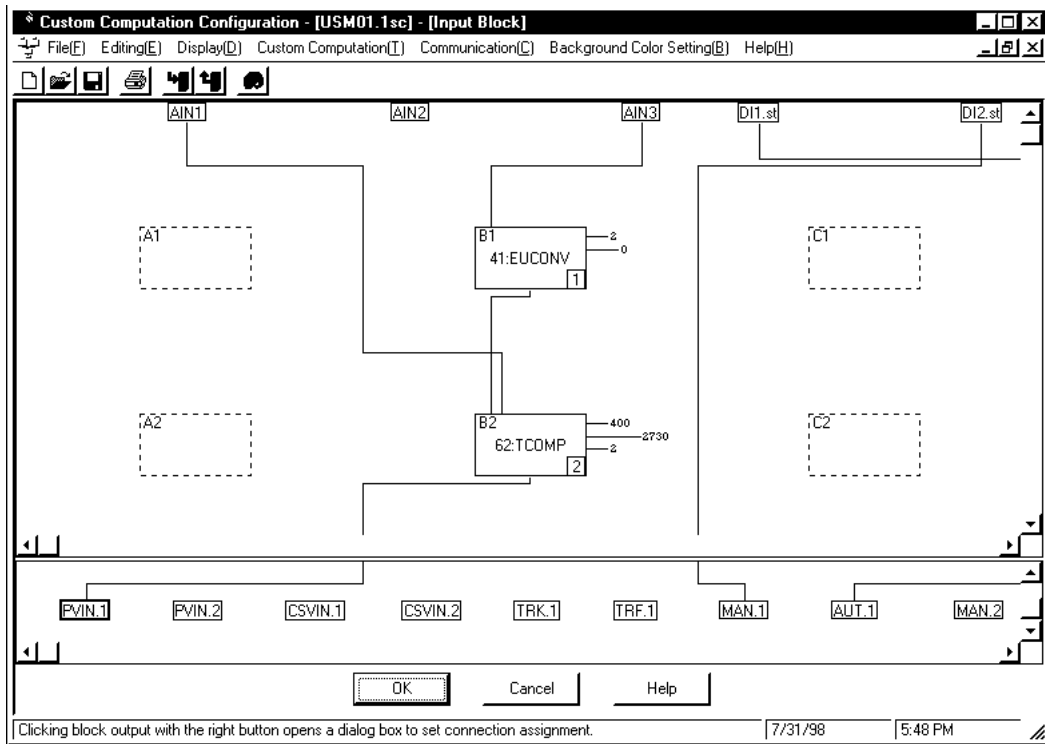 Custom Computation Configuration - [USM01.1sc] - [Input Block]
File(F) Editing(E) Display(D) Custom Computation(T) Communication(C) Background Color Setting(B) Help(H)
AIN1 AIN2 AIN3 DI1.st DI2.st
A1 B1 C1
2
41:EUCONV 0
1
A2 B2 C2
400
2730
62:TCOMP 2
2
PVIN.1 PVIN.2 CSVIN.1 CSVIN.2 TRK.1 TRF.1 MAN.1 AUT.1 MAN.2
OK Cancel Help
Clicking block output with the right button opens a dialog box to set connection assignment. 7/31/98 5:48 PM